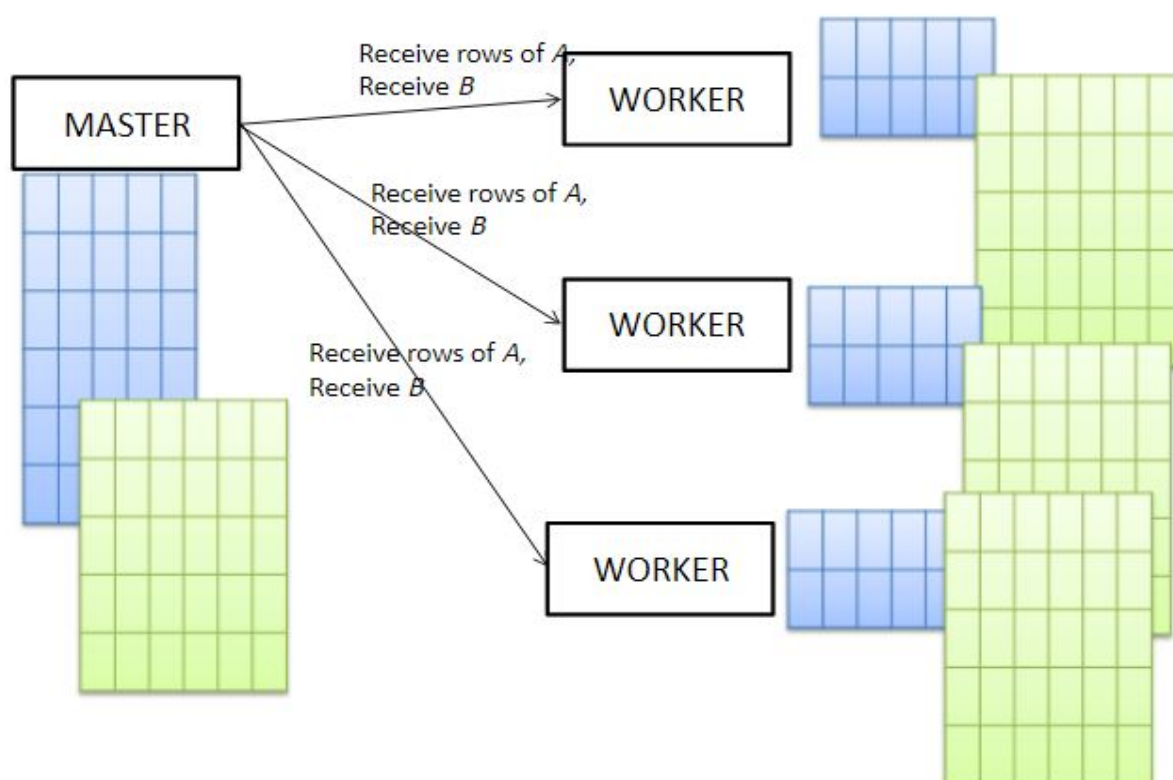 Receive rows of A,
Receive B
MASTER
WORKER
Receive rows of A,
Receive B
WORKER
Receive rows of A,
Receive B
WORKER